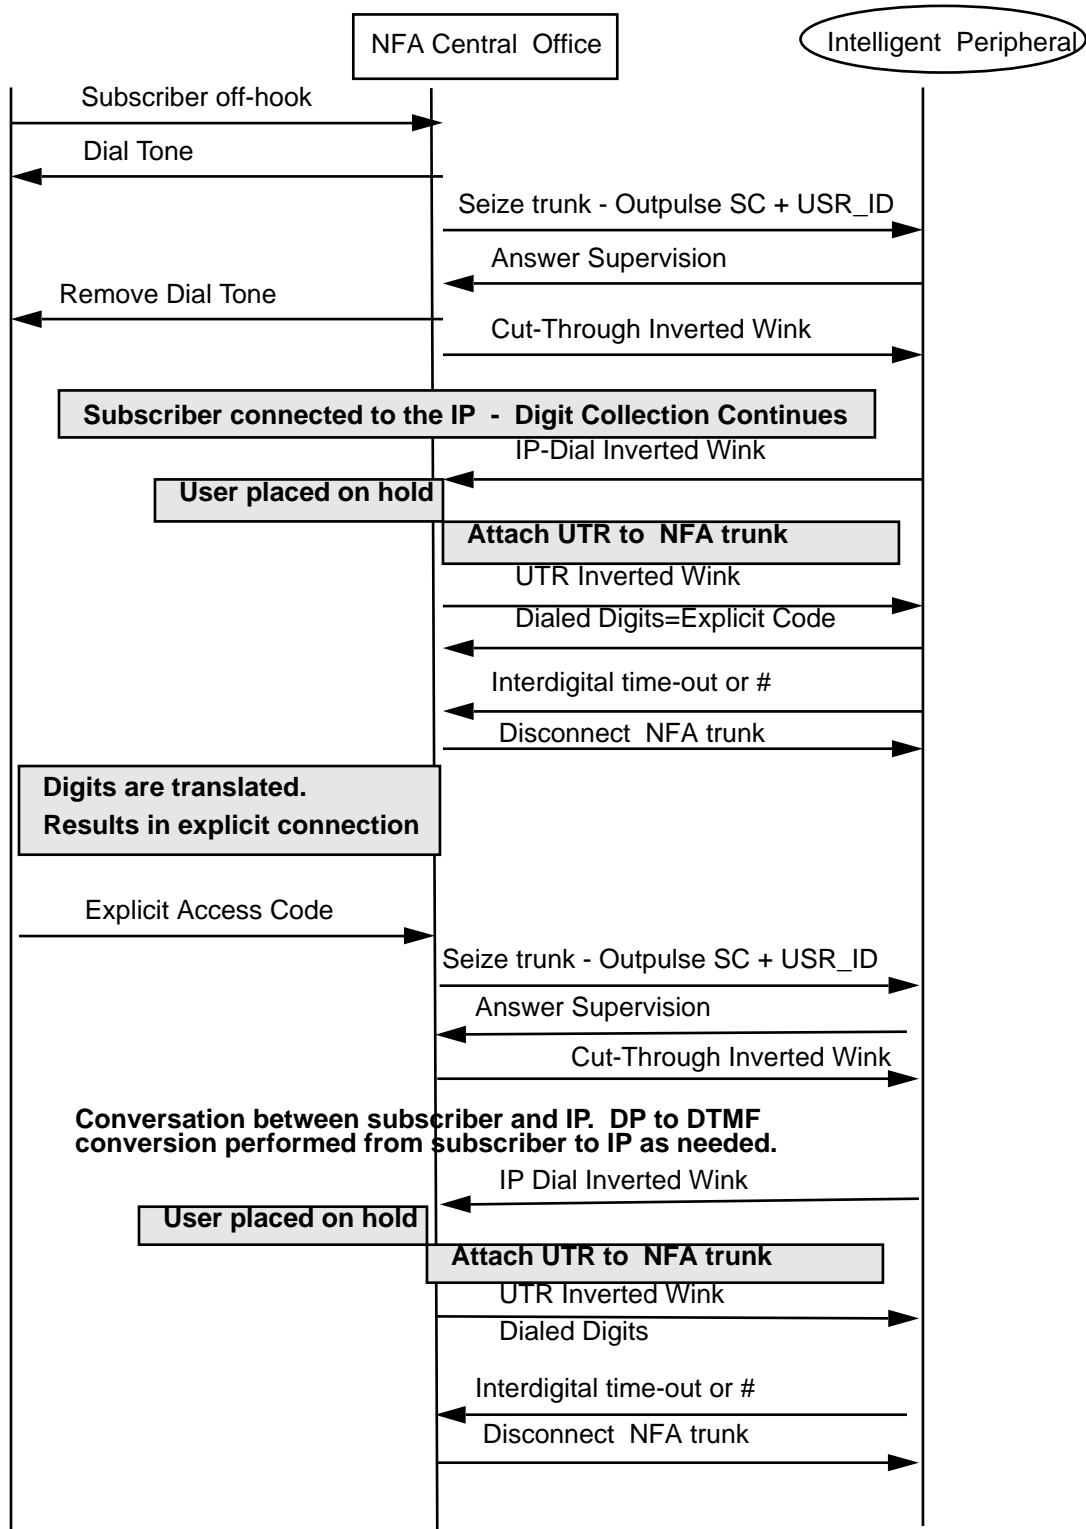 NFA Central Office
Intelligent Peripheral
Subscriber off-hook
Dial Tone
Seize trunk - Outpulse SC + USR_ID
Answer Supervision
Remove Dial Tone
Cut-Through Inverted Wink
Subscriber connected to the IP - Digit Collection Continues
IP-Dial Inverted Wink
User placed on hold
Attach UTR to NFA trunk
UTR Inverted Wink
Dialed Digits=Explicit Code
Interdigital time-out or #
Disconnect NFA trunk
Digits are translated.
Results in explicit connection
Explicit Access Code
Seize trunk - Outpulse SC + USR_ID
Answer Supervision
Cut-Through Inverted Wink
Conversation between subscriber and IP. DP to DTMF
conversion performed from subscriber to IP as needed.
IP Dial Inverted Wink
User placed on hold
Attach UTR to NFA trunk
UTR Inverted Wink
Dialed Digits
Interdigital time-out or #
Disconnect NFA trunk